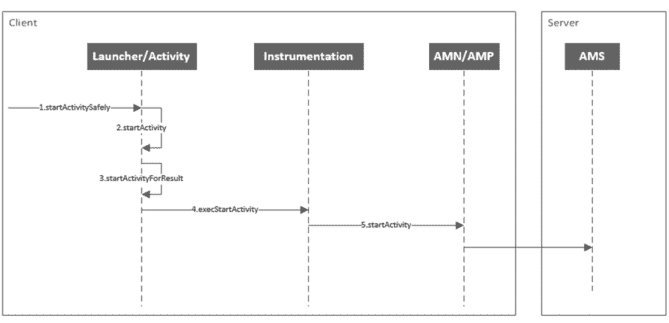 Client
Server
Launcher/Activity
Instrumentation
AMN/AMP
AMS
1.startActivitySafely
2.startActivity
3.startActivityForResult
4.execStartActivity
5.startActivity